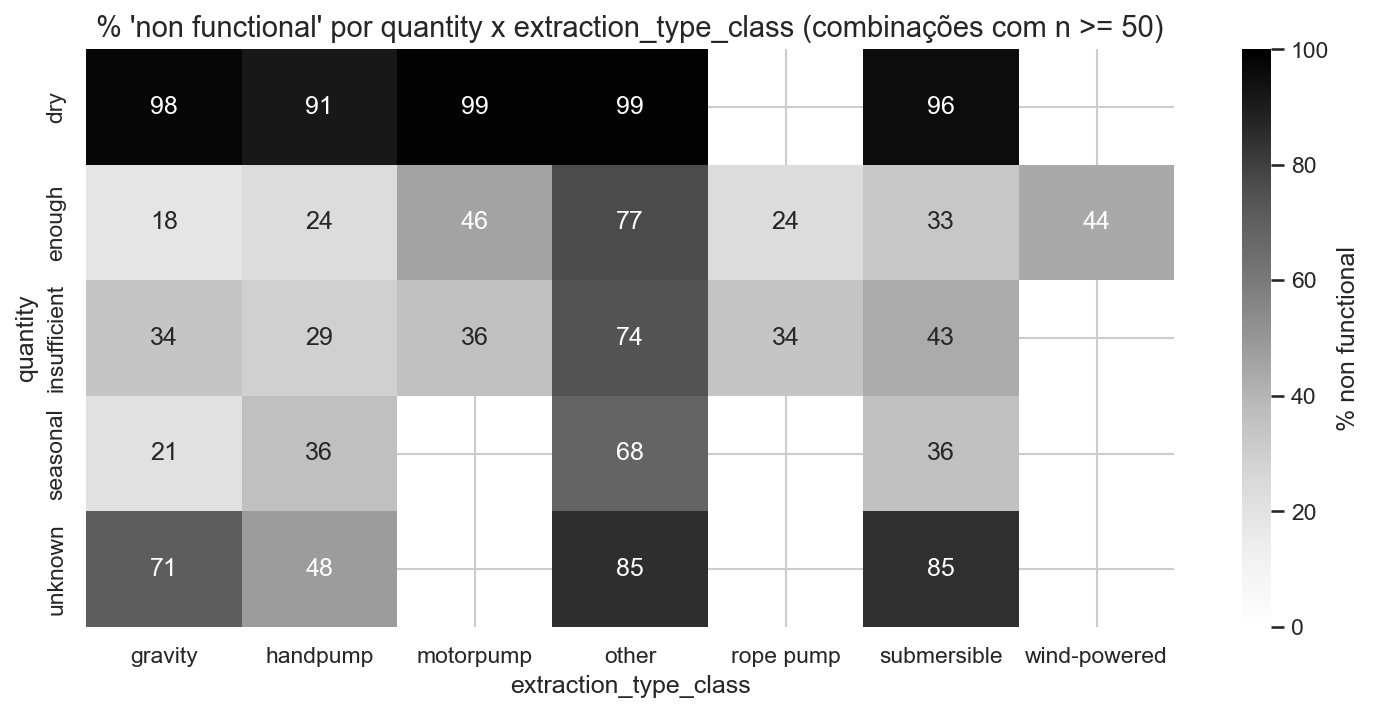 % 'non functional' por quantity x extraction_type_class (combinações com n >= 50)
quantity
dry 98 91 99 99 96
enough 18 24 46 77 24 33 44
insufficient 34 29 36 74 34 43
seasonal 21 36 68 36
unknown 71 48 85 85
gravity handpump motorpump other rope pump submersible wind-powered
extraction_type_class
100
80
60
40
20
0
% non functional